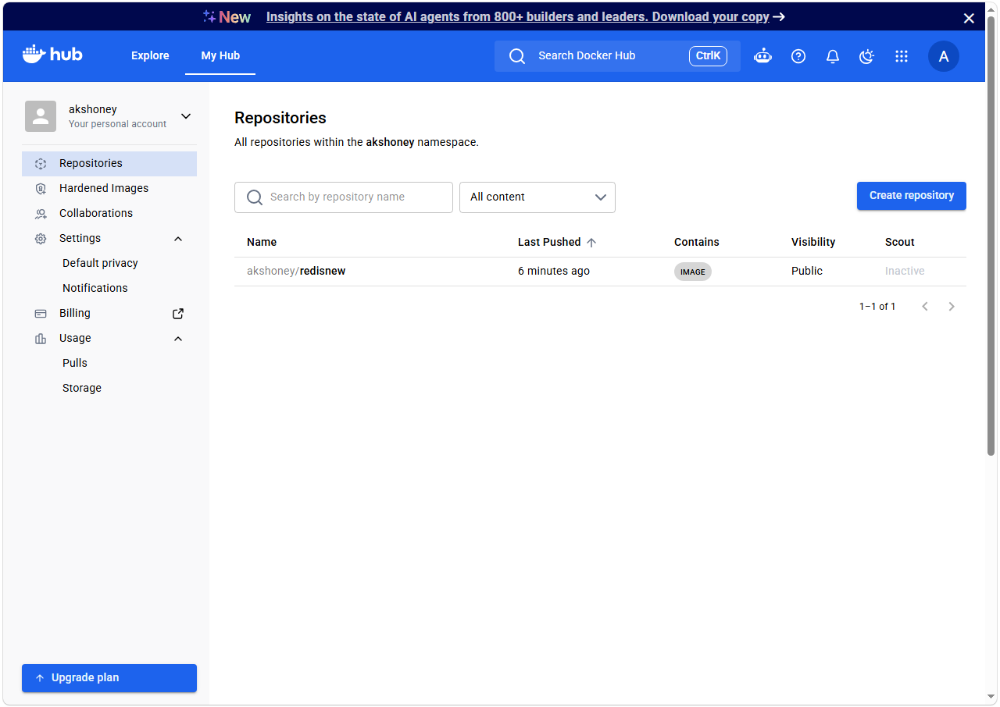 New Insights on the state of AI agents from 800+ builders and leaders. Download your copy →
hub Explore My Hub Search Docker Hub CtrlK A
akshoney
Your personal account
Repositories
Hardened Images
Collaborations
Settings
Default privacy
Notifications
Billing
Usage
Pulls
Storage
Upgrade plan
Repositories
All repositories within the akshoney namespace.
Search by repository name All content Create repository
Name Last Pushed Contains Visibility Scout
akshoney/redisnew 6 minutes ago IMAGE Public Inactive
1–1 of 1